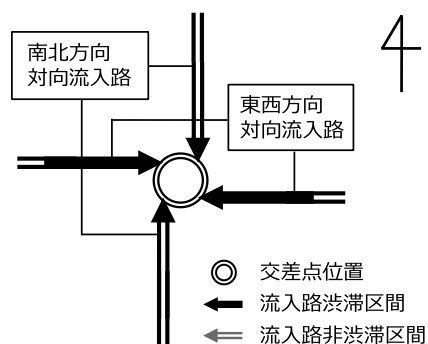 南北方向
対向流入路
東西方向
対向流入路
交差点位置
流入路渋滞区間
流入路非渋滞区間